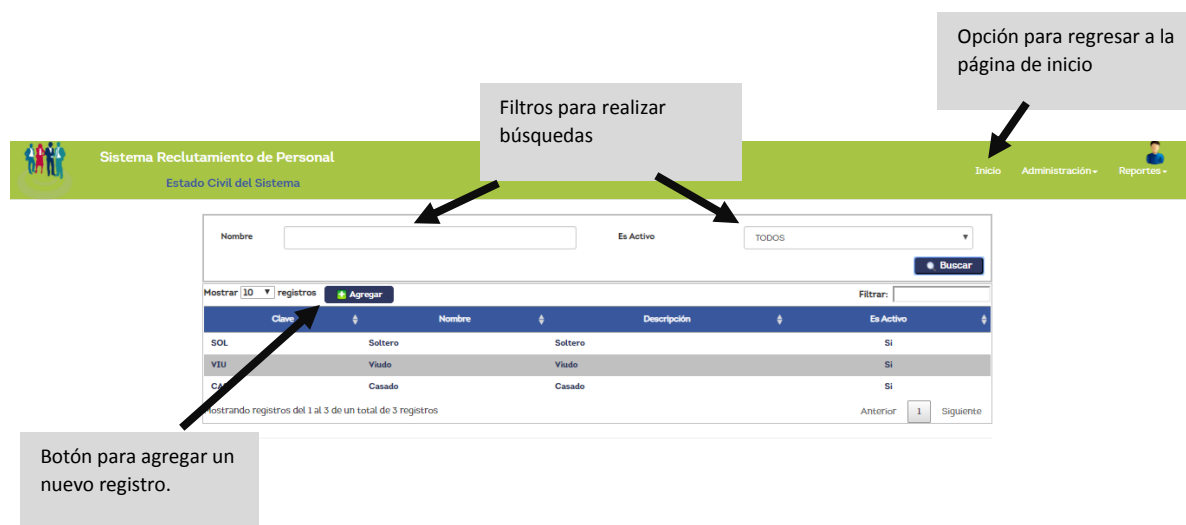 Opción para regresar a la
página de inicio
Filtros para realizar
búsquedas
Sistema Reclutamiento de Personal
Estado Civil del Sistema
Inicio Administración Reportes
Nombre Es Activo TODOS
Buscar
Mostrar 10 registros Agregar Filtrar:
Clave Nombre Descripción Es Activo
SOL Soltero Soltero Si
VIU Viudo Viudo Si
Casado Casado Si
Mostrando registros del 1 al 3 de un total de 3 registros Anterior 1 Siguiente
Botón para agregar un
nuevo registro.